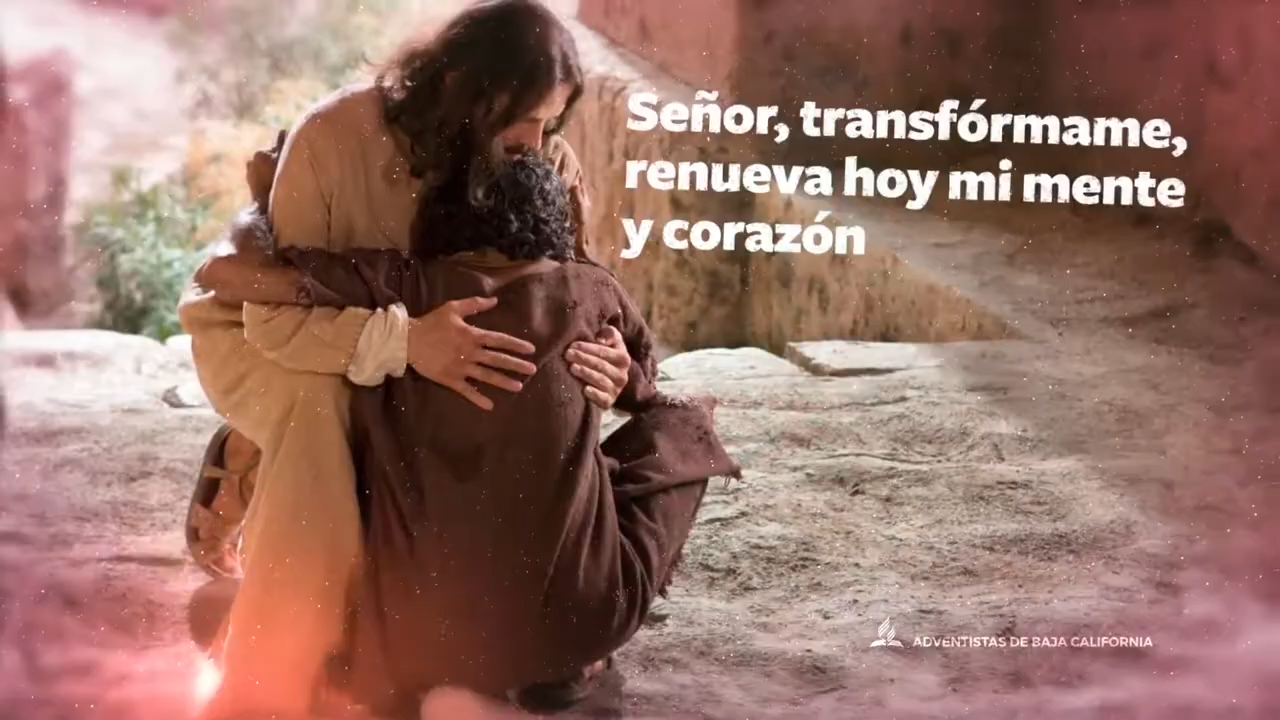 Señor, transfórmame,
renueva hoy mi mente
y corazón
ADVENTISTAS DE BAJA CALIFORNIA